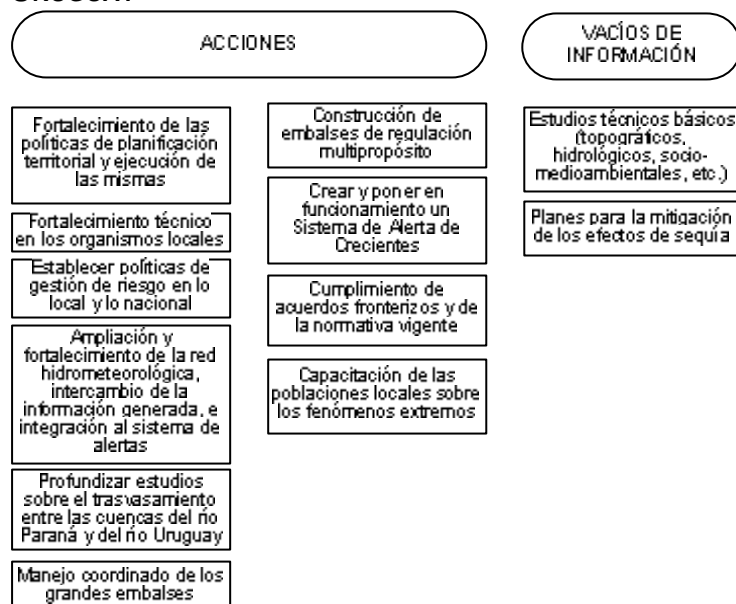 ACCIONES
VACÍOS DE
INFORMACIÓN
Fortalecimiento de las
políticas de planificación
territorial y ejecución de
las mismas
Fortalecimiento técnico
en los organismos locales
Establecer políticas de
gestión de riesgo en lo
local y lo nacional
Ampliación y
fortalecimiento de la red
hidrometeorológica,
intercambio de la
información generada, e
integración al sistema de
alertas
Profundizar estudios
sobre el trasvasamiento
entre las cuencas del río
Paraná y del río Uruguay
Manejo coordinado de los
grandes embalses
Construcción de
embalses de regulación
multipropósito
Crear y poner en
funcionamiento un
Sistema de Alerta de
Crecientes
Cumplimiento de
acuerdos fronterizos y de
la normativa vigente
Capacitación de las
poblaciones locales sobre
los fenómenos extremos
Estudios técnicos básicos
(topográficos,
hidrológicos, socio-
medioambientales, etc.)
Planes para la mitigación
de los efectos de sequía